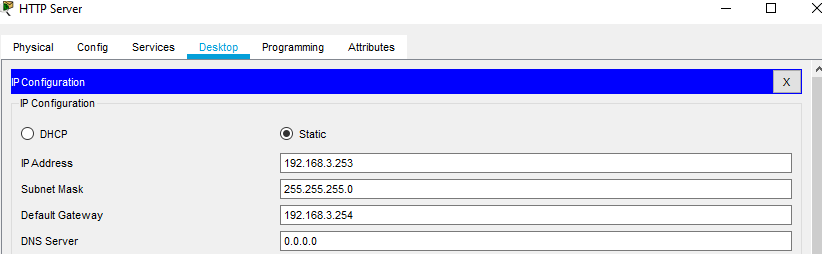 HTTP Server
Physical Config Services Desktop Programming Attributes
IP Configuration X
IP Configuration
DHCP Static
IP Address 192.168.3.253
Subnet Mask 255.255.255.0
Default Gateway 192.168.3.254
DNS Server 0.0.0.0